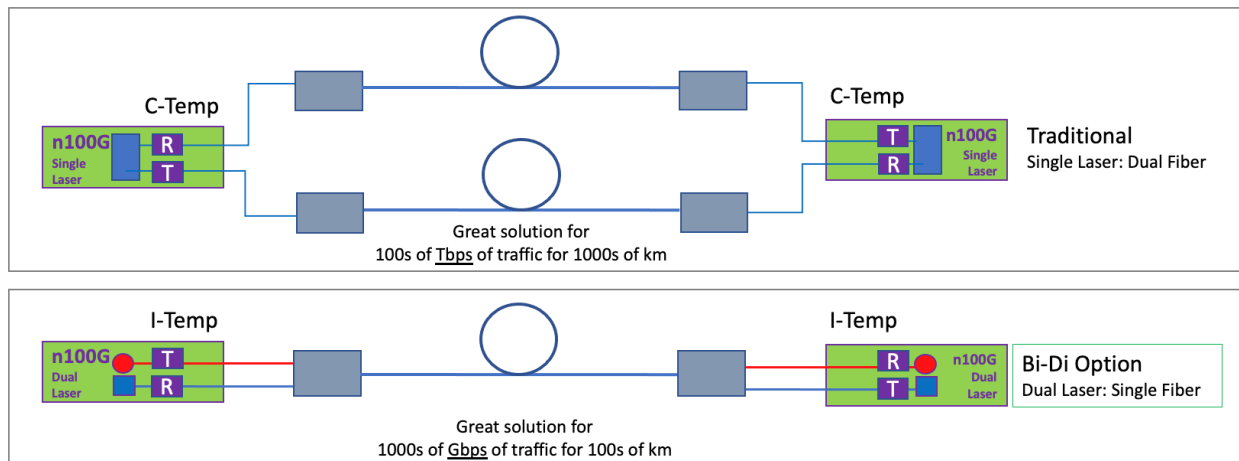 C-Temp
n100G
Single
Laser
R
T
C-Temp
T
R
n100G
Single
Laser
Traditional
Single Laser: Dual Fiber
Great solution for
100s of Tbps of traffic for 1000s of km
I-Temp
n100G
Dual
Laser
T
R
I-Temp
R
T
n100G
Dual
Laser
Bi-Di Option
Dual Laser: Single Fiber
Great solution for
1000s of Gbps of traffic for 100s of km